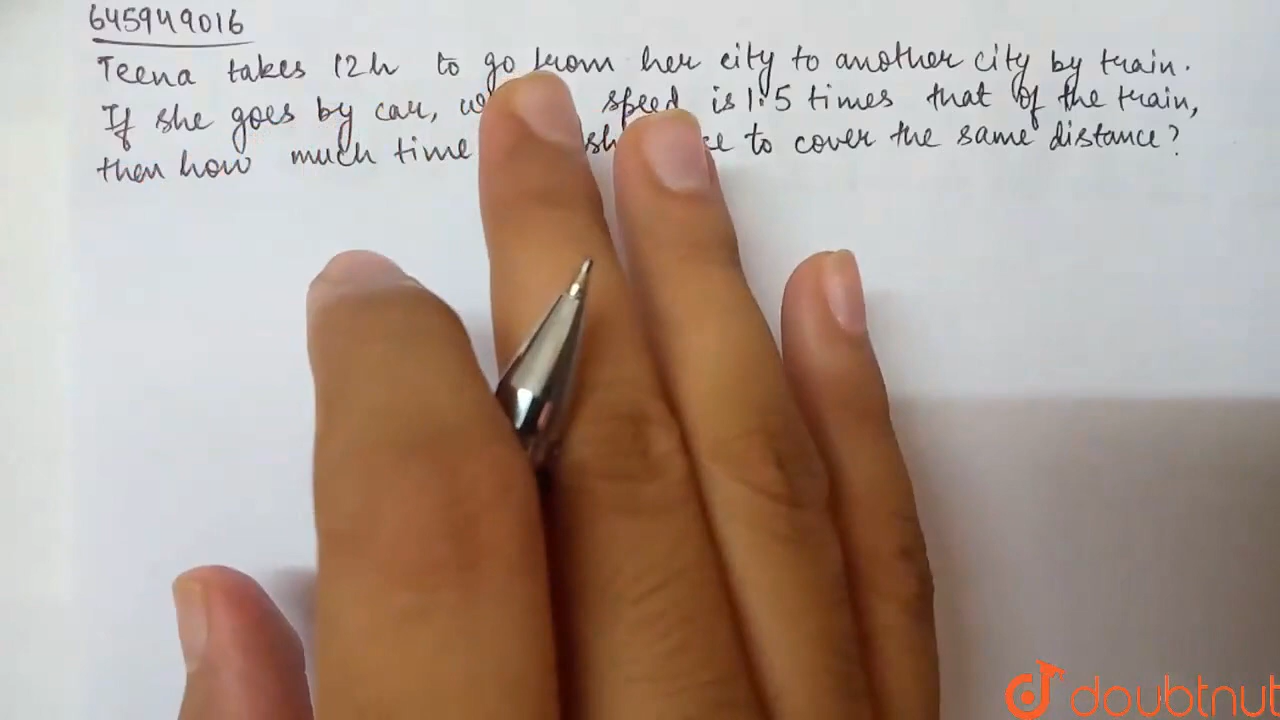 645949016
Teena takes 12h to go from her city to another city by train.
If she goes by car, speed is 1.5 times that of the train,
then how much time to cover the same distance?
doubtnut